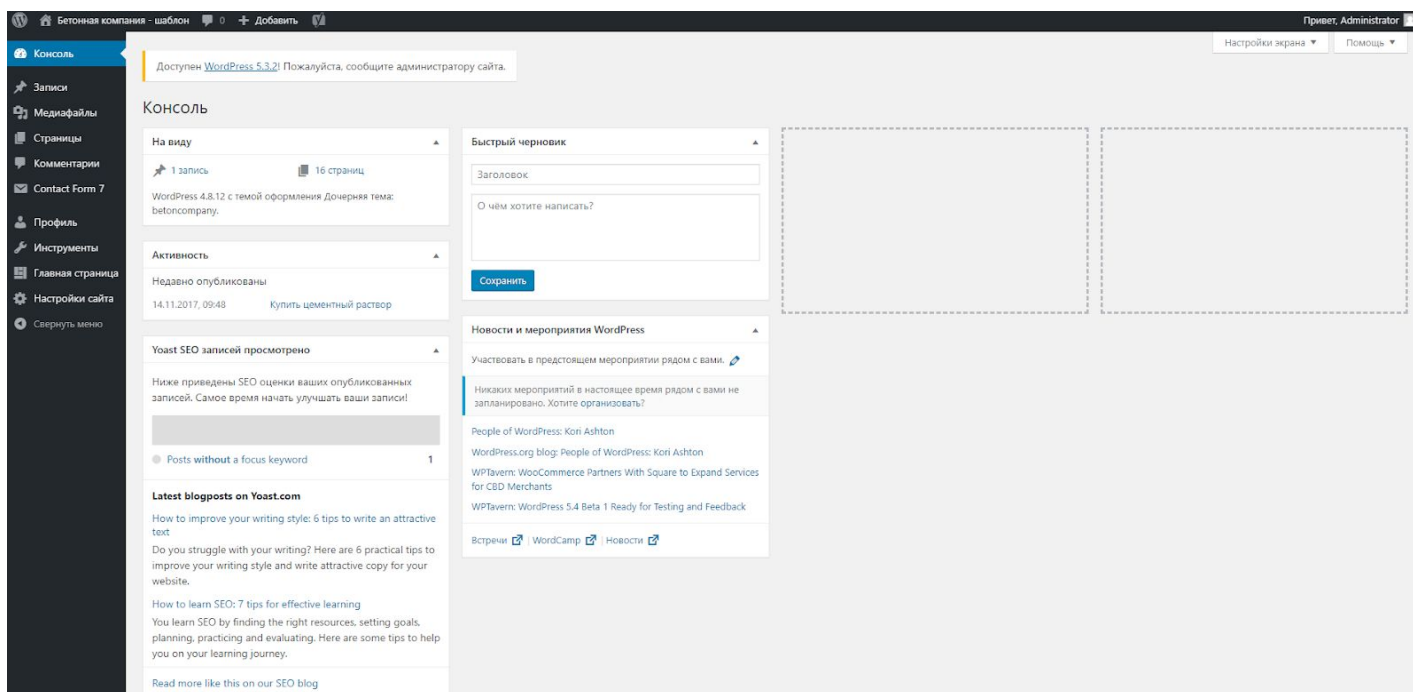 Бетонная компания - шаблон 0 + Добавить
Привет, Administrator
Настройки экрана ▼ Помощь ▼
Консоль
Записи
Медиафайлы
Страницы
Комментарии
Contact Form 7
Профиль
Инструменты
Главная страница
Настройки сайта
Свернуть меню
Доступен WordPress 5.3.2! Пожалуйста, сообщите администратору сайта.
Консоль
На виду
1 запись 16 страниц
WordPress 4.8.12 с темой оформления Дочерняя тема:
betoncompany.
Активность
Недавно опубликованы
14.11.2017, 09:48 Купить цементный раствор
Yoast SEO записей просмотрено
Ниже приведены SEO оценки ваших опубликованных
записей. Самое время начать улучшать ваши записи!
Posts without a focus keyword 1
Latest blogposts on Yoast.com
How to improve your writing style: 6 tips to write an attractive
text
Do you struggle with your writing? Here are 6 practical tips to
improve your writing style and write attractive copy for your
website.
How to learn SEO: 7 tips for effective learning
You learn SEO by finding the right resources, setting goals,
planning, practicing and evaluating. Here are some tips to help
you on your learning journey.
Read more like this on our SEO blog
Быстрый черновик
Заголовок
О чём хотите написать?
Сохранить
Новости и мероприятия WordPress
Участвовать в предстоящем мероприятии рядом с вами.
Никаких мероприятий в настоящее время рядом с вами не
запланировано. Хотите организовать?
People of WordPress: Kori Ashton
WordPress.org blog: People of WordPress: Kori Ashton
WPTavern: WooCommerce Partners With Square to Expand Services
for CBD Merchants
WPTavern: WordPress 5.4 Beta 1 Ready for Testing and Feedback
Встречи | WordCamp | Новости